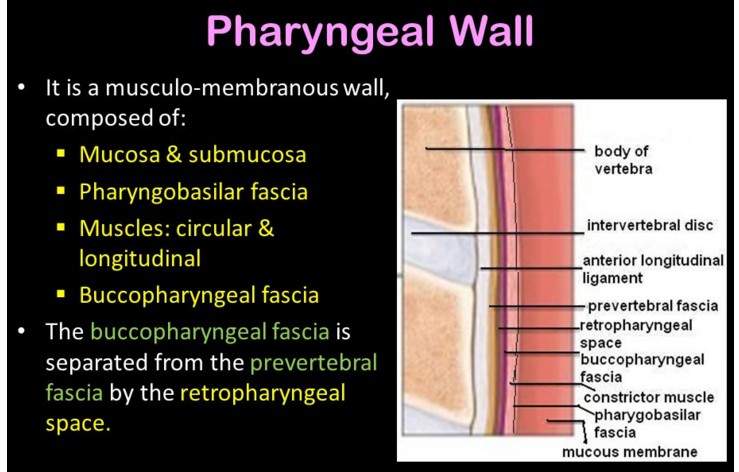 Pharyngeal Wall
• It is a musculo-membranous wall,
composed of:
▪ Mucosa & submucosa
▪ Pharyngobasilar fascia
▪ Muscles: circular &
longitudinal
▪ Buccopharyngeal fascia
• The buccopharyngeal fascia is
separated from the prevertebral
fascia by the retropharyngeal
space.
body of
vertebra
intervertebral disc
anterior longitudinal
ligament
prevertebral fascia
retropharyngeal
space
buccopharyngeal
fascia
constrictor muscle
pharygobasilar
fascia
mucous membrane